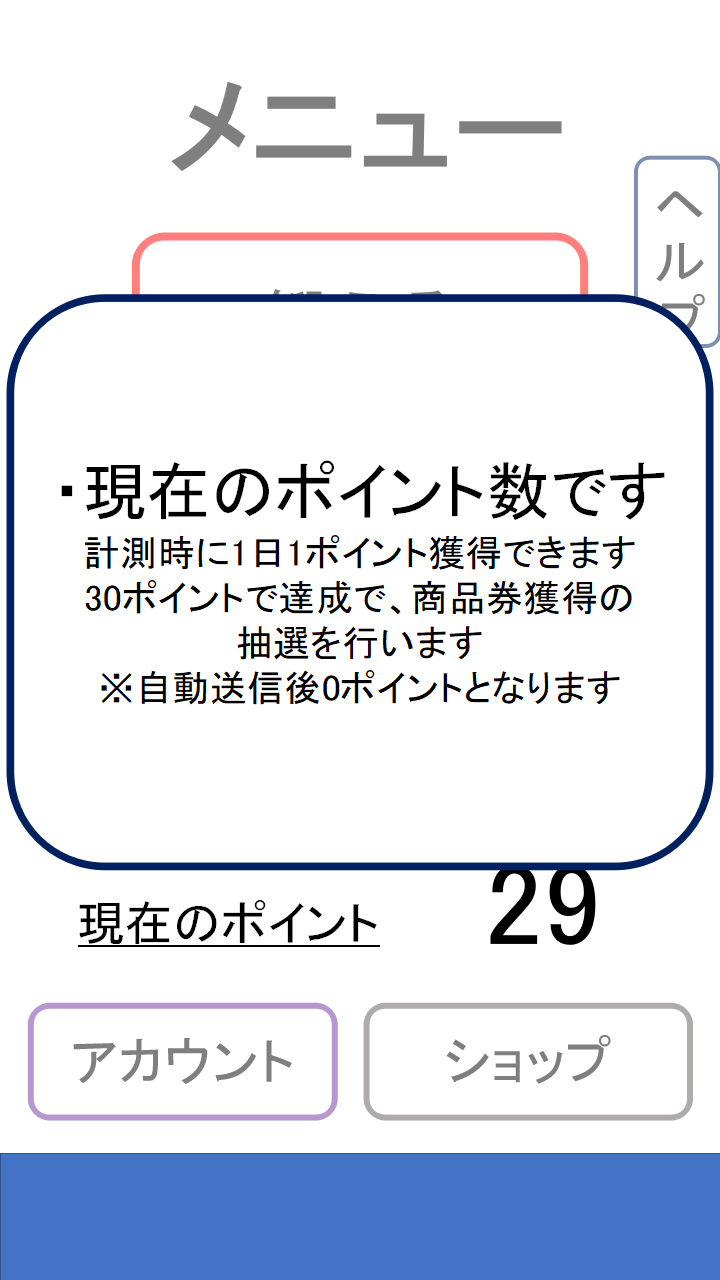 メニュー
ヘルプ
・現在のポイント数です
計測時に1日1ポイント獲得できます
30ポイントで達成で、商品券獲得の
抽選を行います
※自動送信後0ポイントとなります
現在のポイント
29
アカウント
ショップ